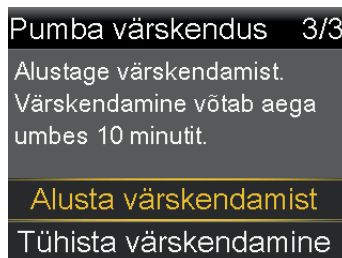 Pumba värskendus 3/3
Alustage värskendamist.
Värskendamine võtab aega
umbes 10 minutit.
Alusta värskendamist
Tühista värskendamine